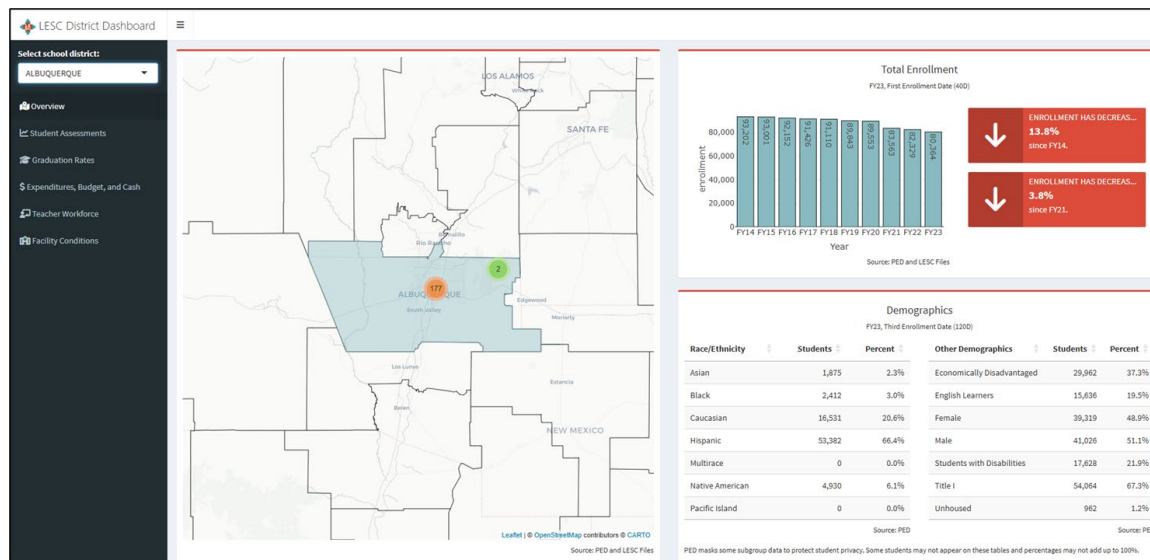 LESC District Dashboard
Select school district:
ALBUQUERQUE
Overview
Student Assessments
Graduation Rates
$ Expenditures, Budget, and Cash
Teacher Workforce
Facility Conditions
LOS ALAMOS
White Rock
SANTA FE
Bernalillo
Rio Rancho
2
177
ALBUQUERQUE
South Valley
Edgewood
Moriarty
Los Lunas
Estancia
Belen
NEW MEXICO
Leaflet | © OpenStreetMap contributors © CARTO
Source: PED and LESC Files
Total Enrollment
FY23, First Enrollment Date (40D)
enrollment
80,000
60,000
40,000
20,000
0
93,202 93,001 92,152 91,426 91,110 89,843 89,553 83,563 82,329 80,364
FY14 FY15 FY16 FY17 FY18 FY19 FY20 FY21 FY22 FY23
Year
Source: PED and LESC Files
ENROLLMENT HAS DECREAS...
13.8%
since FY14.
ENROLLMENT HAS DECREAS...
3.8%
since FY21.
Demographics
FY23, Third Enrollment Date (120D)
Race/Ethnicity Students Percent
Asian 1,875 2.3%
Black 2,412 3.0%
Caucasian 16,531 20.6%
Hispanic 53,382 66.4%
Multirace 0 0.0%
Native American 4,930 6.1%
Pacific Island 0 0.0%
Source: PED
Other Demographics Students Percent
Economically Disadvantaged 29,962 37.3%
English Learners 15,636 19.5%
Female 39,319 48.9%
Male 41,026 51.1%
Students with Disabilities 17,628 21.9%
Title I 54,064 67.3%
Unhoused 962 1.2%
Source: PE
PED masks some subgroup data to protect student privacy. Some students may not appear on these tables and percentages may not add up to 100%.